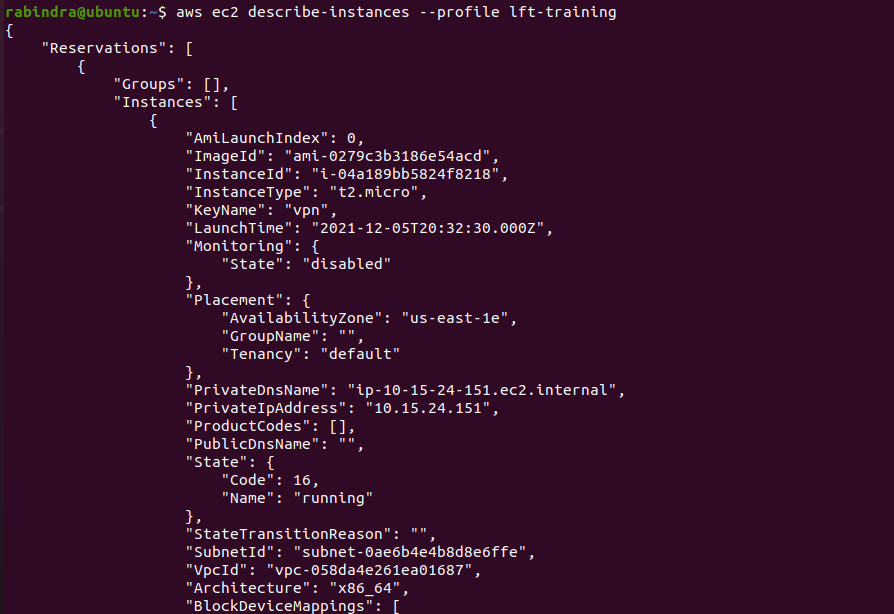 rabindra@ubuntu:~$ aws ec2 describe-instances --profile lft-training
{
    "Reservations": [
        {
            "Groups": [],
            "Instances": [
                {
                    "AmiLaunchIndex": 0,
                    "ImageId": "ami-0279c3b3186e54acd",
                    "InstanceId": "i-04a189bb5824f8218",
                    "InstanceType": "t2.micro",
                    "KeyName": "vpn",
                    "LaunchTime": "2021-12-05T20:32:30.000Z",
                    "Monitoring": {
                        "State": "disabled"
                    },
                    "Placement": {
                        "AvailabilityZone": "us-east-1e",
                        "GroupName": "",
                        "Tenancy": "default"
                    },
                    "PrivateDnsName": "ip-10-15-24-151.ec2.internal",
                    "PrivateIpAddress": "10.15.24.151",
                    "ProductCodes": [],
                    "PublicDnsName": "",
                    "State": {
                        "Code": 16,
                        "Name": "running"
                    },
                    "StateTransitionReason": "",
                    "SubnetId": "subnet-0ae6b4e4b8d8e6ffe",
                    "VpcId": "vpc-058da4e261ea01687",
                    "Architecture": "x86_64",
                    "BlockDeviceMappings": [